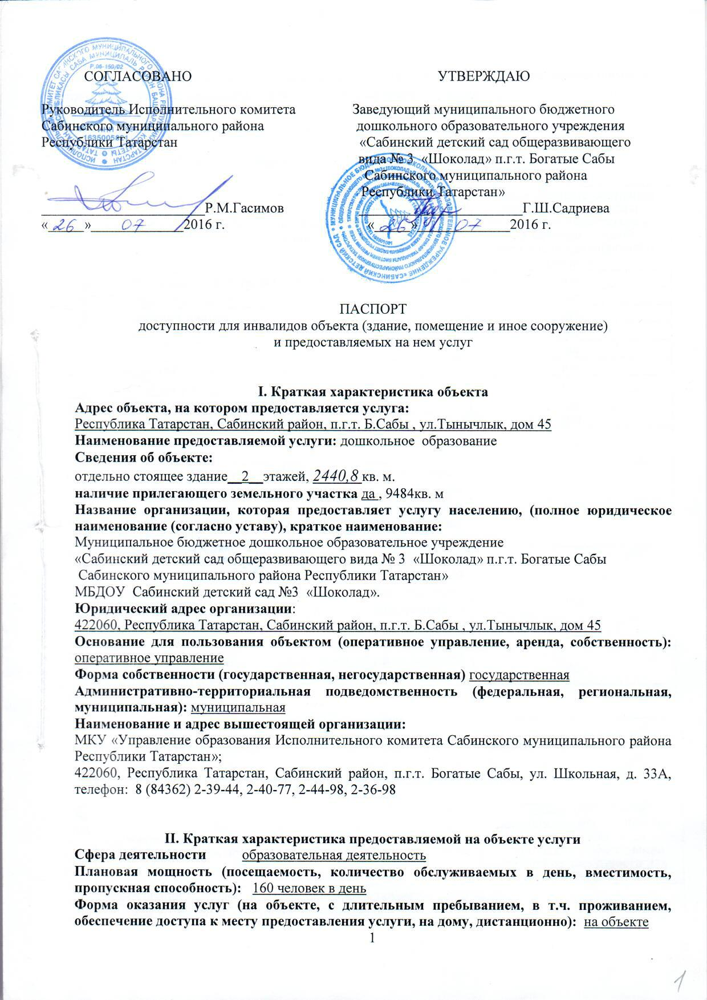 СОГЛАСОВАНО
Руководитель Исполнительного комитета
Сабинского муниципального района
Республики Татарстан
Р.М.Гасимов
«26»07 2016 г.
УТВЕРЖДАЮ
Заведующий муниципального бюджетного
дошкольного образовательного учреждения
«Сабинский детский сад общеразвивающего
вида № 3 «Шоколад» п.г.т. Богатые Сабы
Сабинского муниципального района
Республики Татарстан»
Г.Ш.Садриева
«26»07 2016 г.
ПАСПОРТ
доступности для инвалидов объекта (здание, помещение и иное сооружение)
и предоставляемых на нем услуг
I. Краткая характеристика объекта
Адрес объекта, на котором предоставляется услуга:
Республика Татарстан, Сабинский район, п.г.т. Б.Сабы , ул.Тынычлык, дом 45
Наименование предоставляемой услуги: дошкольное образование
Сведения об объекте:
отдельно стоящее здание__2__этажей, 2440,8 кв. м.
наличие прилегающего земельного участка да , 9484кв. м
Название организации, которая предоставляет услугу населению, (полное юридическое
наименование (согласно уставу), краткое наименование:
Муниципальное бюджетное дошкольное образовательное учреждение
«Сабинский детский сад общеразвивающего вида № 3 «Шоколад» п.г.т. Богатые Сабы
Сабинского муниципального района Республики Татарстан»
МБДОУ Сабинский детский сад №3 «Шоколад».
Юридический адрес организации:
422060, Республика Татарстан, Сабинский район, п.г.т. Б.Сабы , ул.Тынычлык, дом 45
Основание для пользования объектом (оперативное управление, аренда, собственность):
оперативное управление
Форма собственности (государственная, негосударственная) государственная
Административно-территориальная подведомственность (федеральная, региональная,
муниципальная): муниципальная
Наименование и адрес вышестоящей организации:
МКУ «Управление образования Исполнительного комитета Сабинского муниципального района
Республики Татарстан»;
422060, Республика Татарстан, Сабинский район, п.г.т. Богатые Сабы, ул. Школьная, д. 33А,
телефон: 8 (84362) 2-39-44, 2-40-77, 2-44-98, 2-36-98
II. Краткая характеристика предоставляемой на объекте услуги
Сфера деятельности образовательная деятельность
Плановая мощность (посещаемость, количество обслуживаемых в день, вместимость,
пропускная способность): 160 человек в день
Форма оказания услуг (на объекте, с длительным пребыванием, в т.ч. проживанием,
обеспечение доступа к месту предоставления услуги, на дому, дистанционно): на объекте
1
1